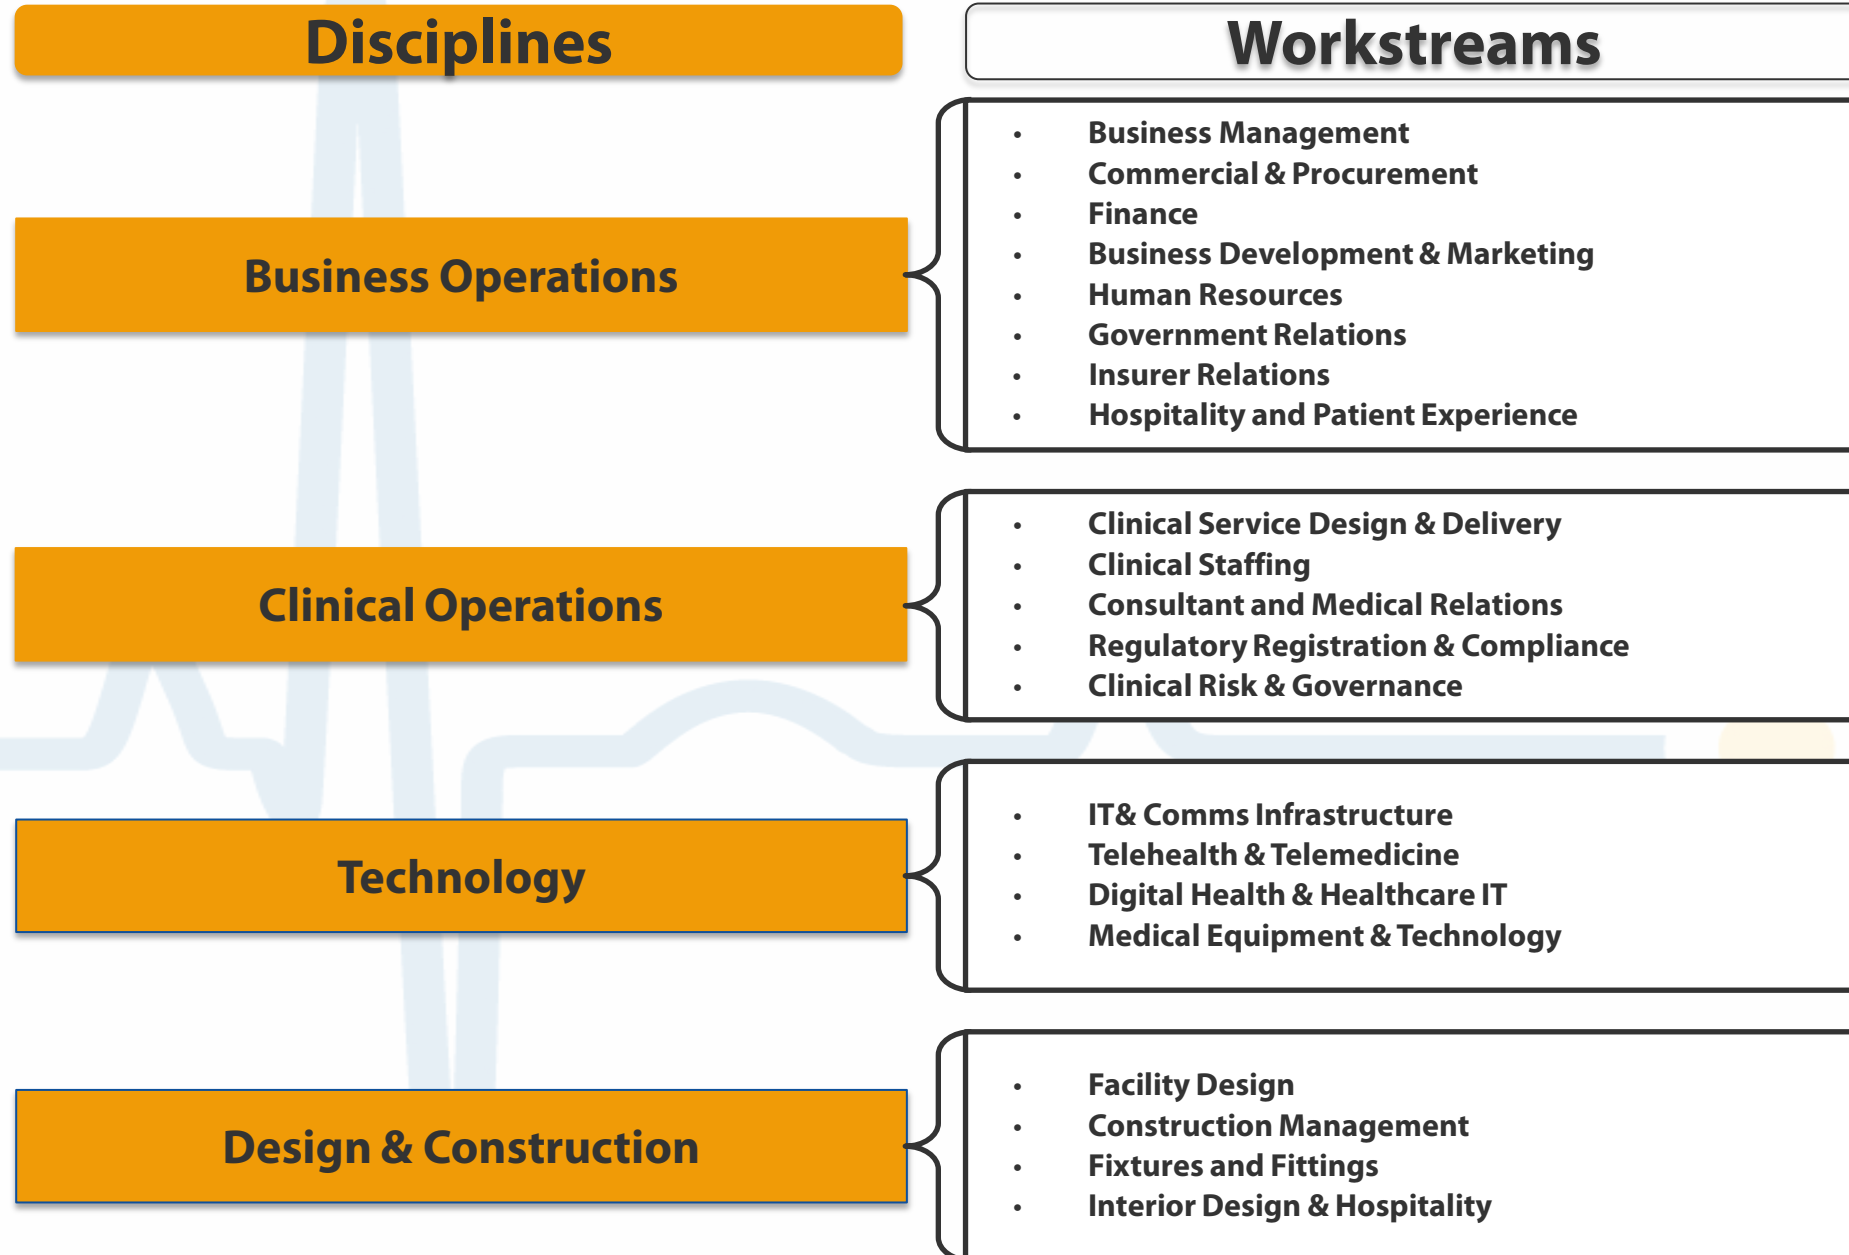 Disciplines
Workstreams
Business Operations
• Business Management
• Commercial & Procurement
• Finance
• Business Development & Marketing
• Human Resources
• Government Relations
• Insurer Relations
• Hospitality and Patient Experience
Clinical Operations
• Clinical Service Design & Delivery
• Clinical Staffing
• Consultant and Medical Relations
• Regulatory Registration & Compliance
• Clinical Risk & Governance
Technology
• IT& Comms Infrastructure
• Telehealth & Telemedicine
• Digital Health & Healthcare IT
• Medical Equipment & Technology
Design & Construction
• Facility Design
• Construction Management
• Fixtures and Fittings
• Interior Design & Hospitality